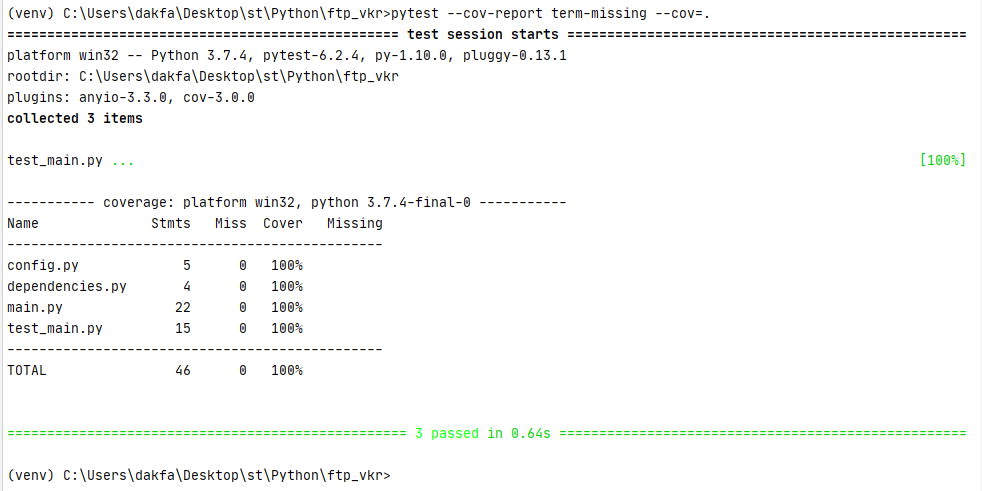 (venv) C:\Users\dakfa\Desktop\st\Python\ftp_vkr>pytest --cov-report term-missing --cov=.
================================================= test session starts ==================================================
platform win32 -- Python 3.7.4, pytest-6.2.4, py-1.10.0, pluggy-0.13.1
rootdir: C:\Users\dakfa\Desktop\st\Python\ftp_vkr
plugins: anyio-3.3.0, cov-3.0.0
collected 3 items
test_main.py ... [100%]
----------- coverage: platform win32, python 3.7.4-final-0 -----------
Name              Stmts   Miss  Cover   Missing
-----------------------------------------------
config.py             5      0   100%
dependencies.py       4      0   100%
main.py              22      0   100%
test_main.py         15      0   100%
-----------------------------------------------
TOTAL                46      0   100%
================================================== 3 passed in 0.64s ===================================================
(venv) C:\Users\dakfa\Desktop\st\Python\ftp_vkr>